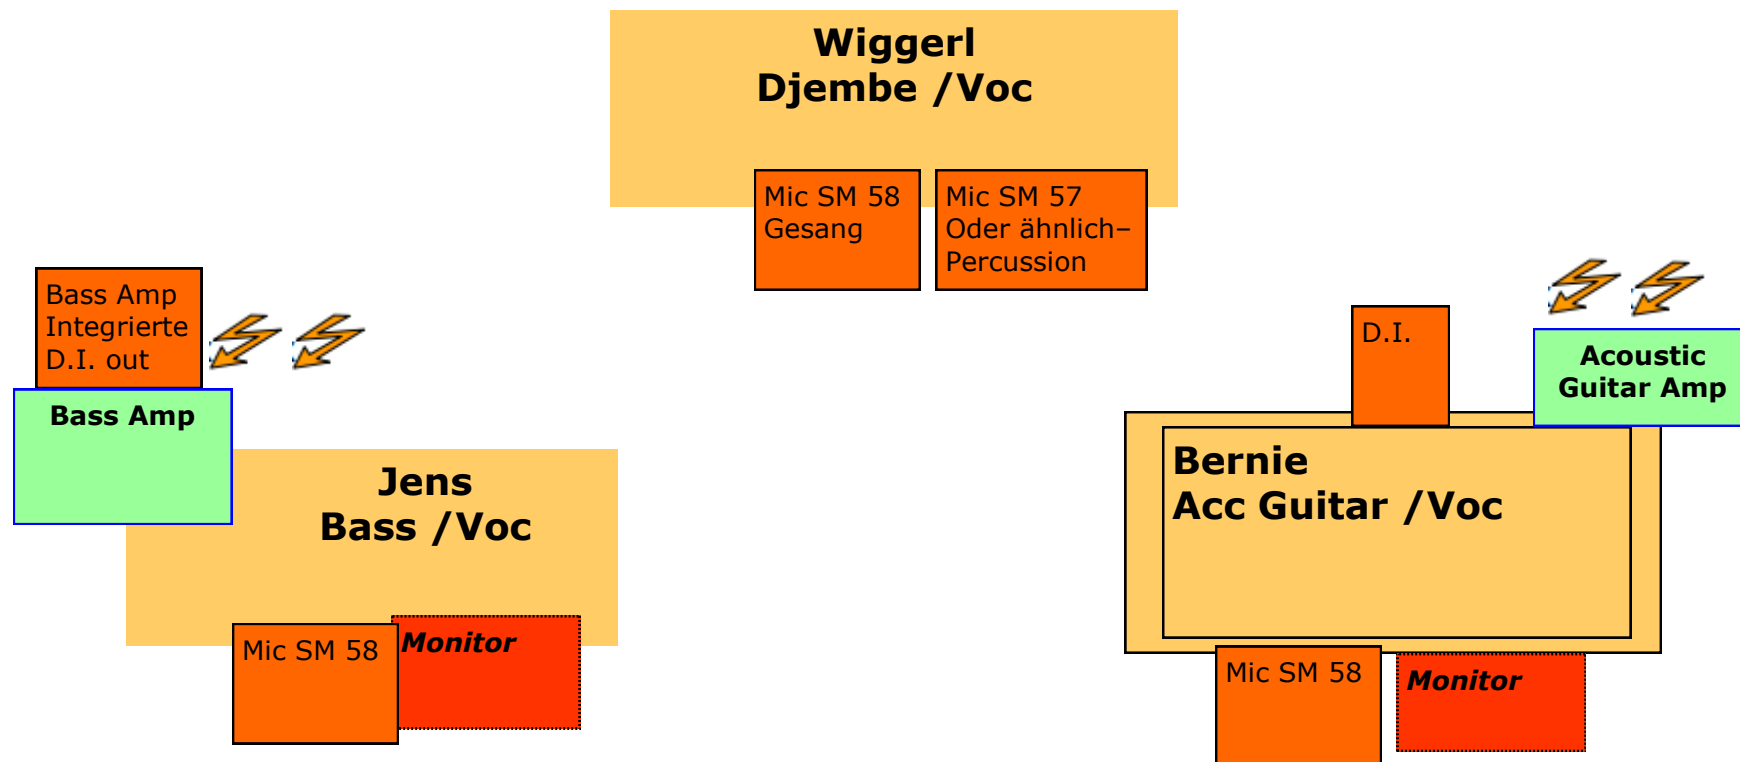 Wiggerl
Djembe /Voc
Mic SM 58
Gesang
Mic SM 57
Oder ähnlich–
Percussion
Bass Amp
Integrierte
D.I. out
Bass Amp
Jens
Bass /Voc
Mic SM 58
Monitor
D.I.
Acoustic
Guitar Amp
Bernie
Acc Guitar /Voc
Mic SM 58
Monitor